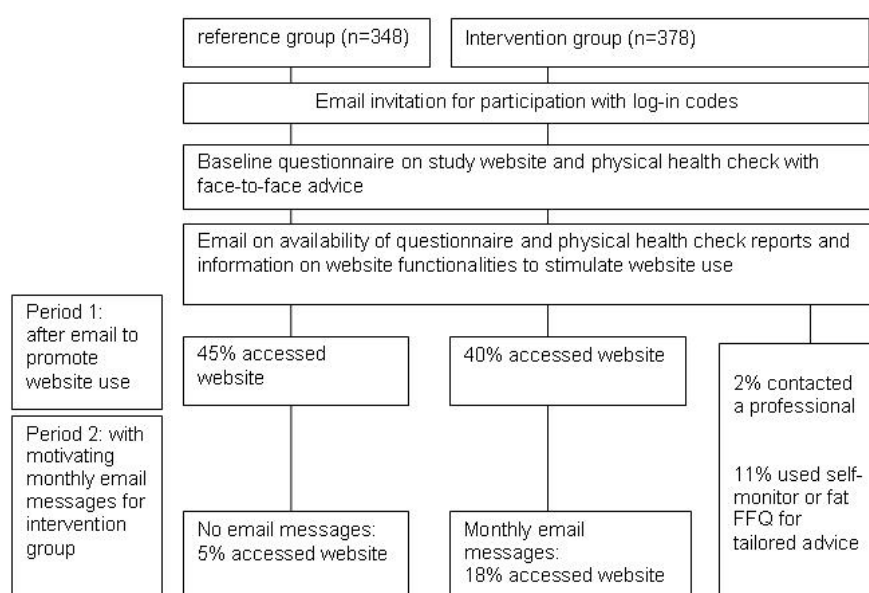 reference group (n=348)
Intervention group (n=378)
Email invitation for participation with log-in codes
Baseline questionnaire on study website and physical health check with
face-to-face advice
Email on availability of questionnaire and physical health check reports and
information on website functionalities to stimulate website use
Period 1:
after email to
promote
website use
45% accessed
website
40% accessed website
2% contacted
a professional
11% used self-
monitor or fat
FFQ for
tailored advice
Period 2: with
motivating
monthly email
messages for
intervention
group
No email messages:
5% accessed website
Monthly email
messages:
18% accessed website